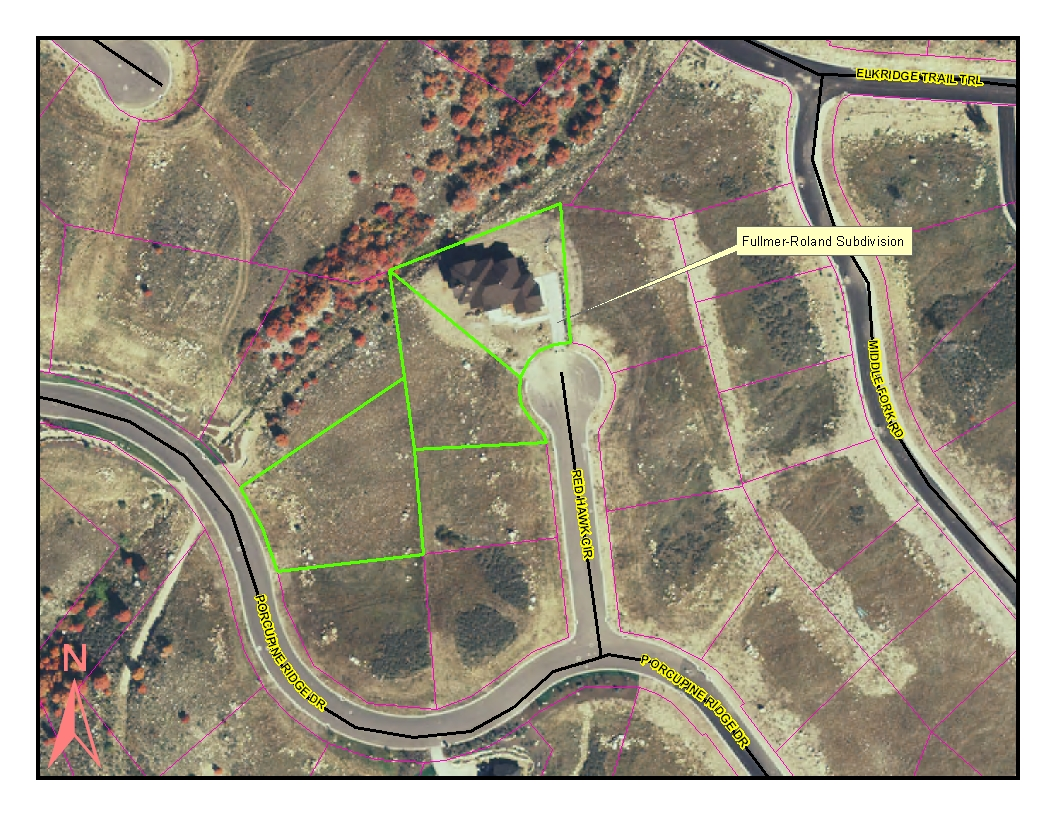 ELKRIDGE TRAIL TRL
Fullmer-Roland Subdivision
MIDDLE FORK RD
RED HAWK CIR
PORCUPINE RIDGE DR
PORCUPINE RIDGE DR
N